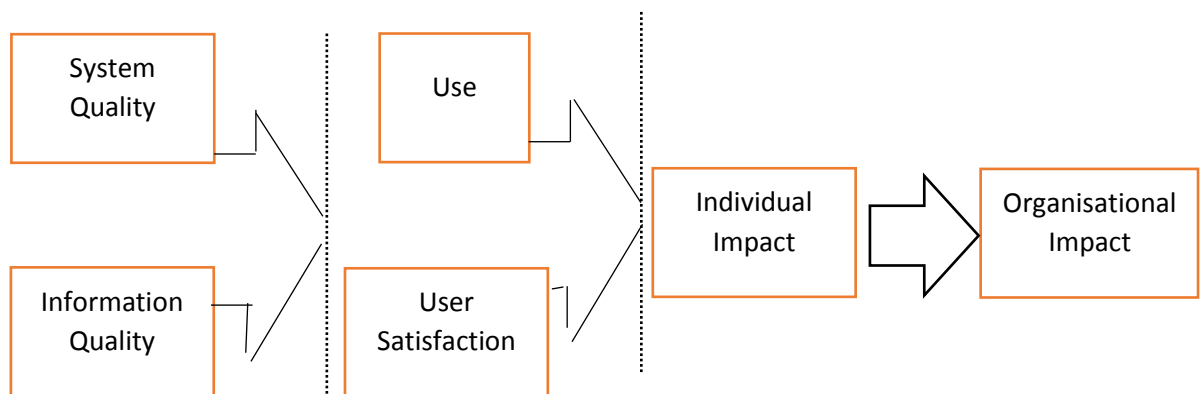 System
Quality
Use
Individual
Impact
Organisational
Impact
Information
Quality
User
Satisfaction